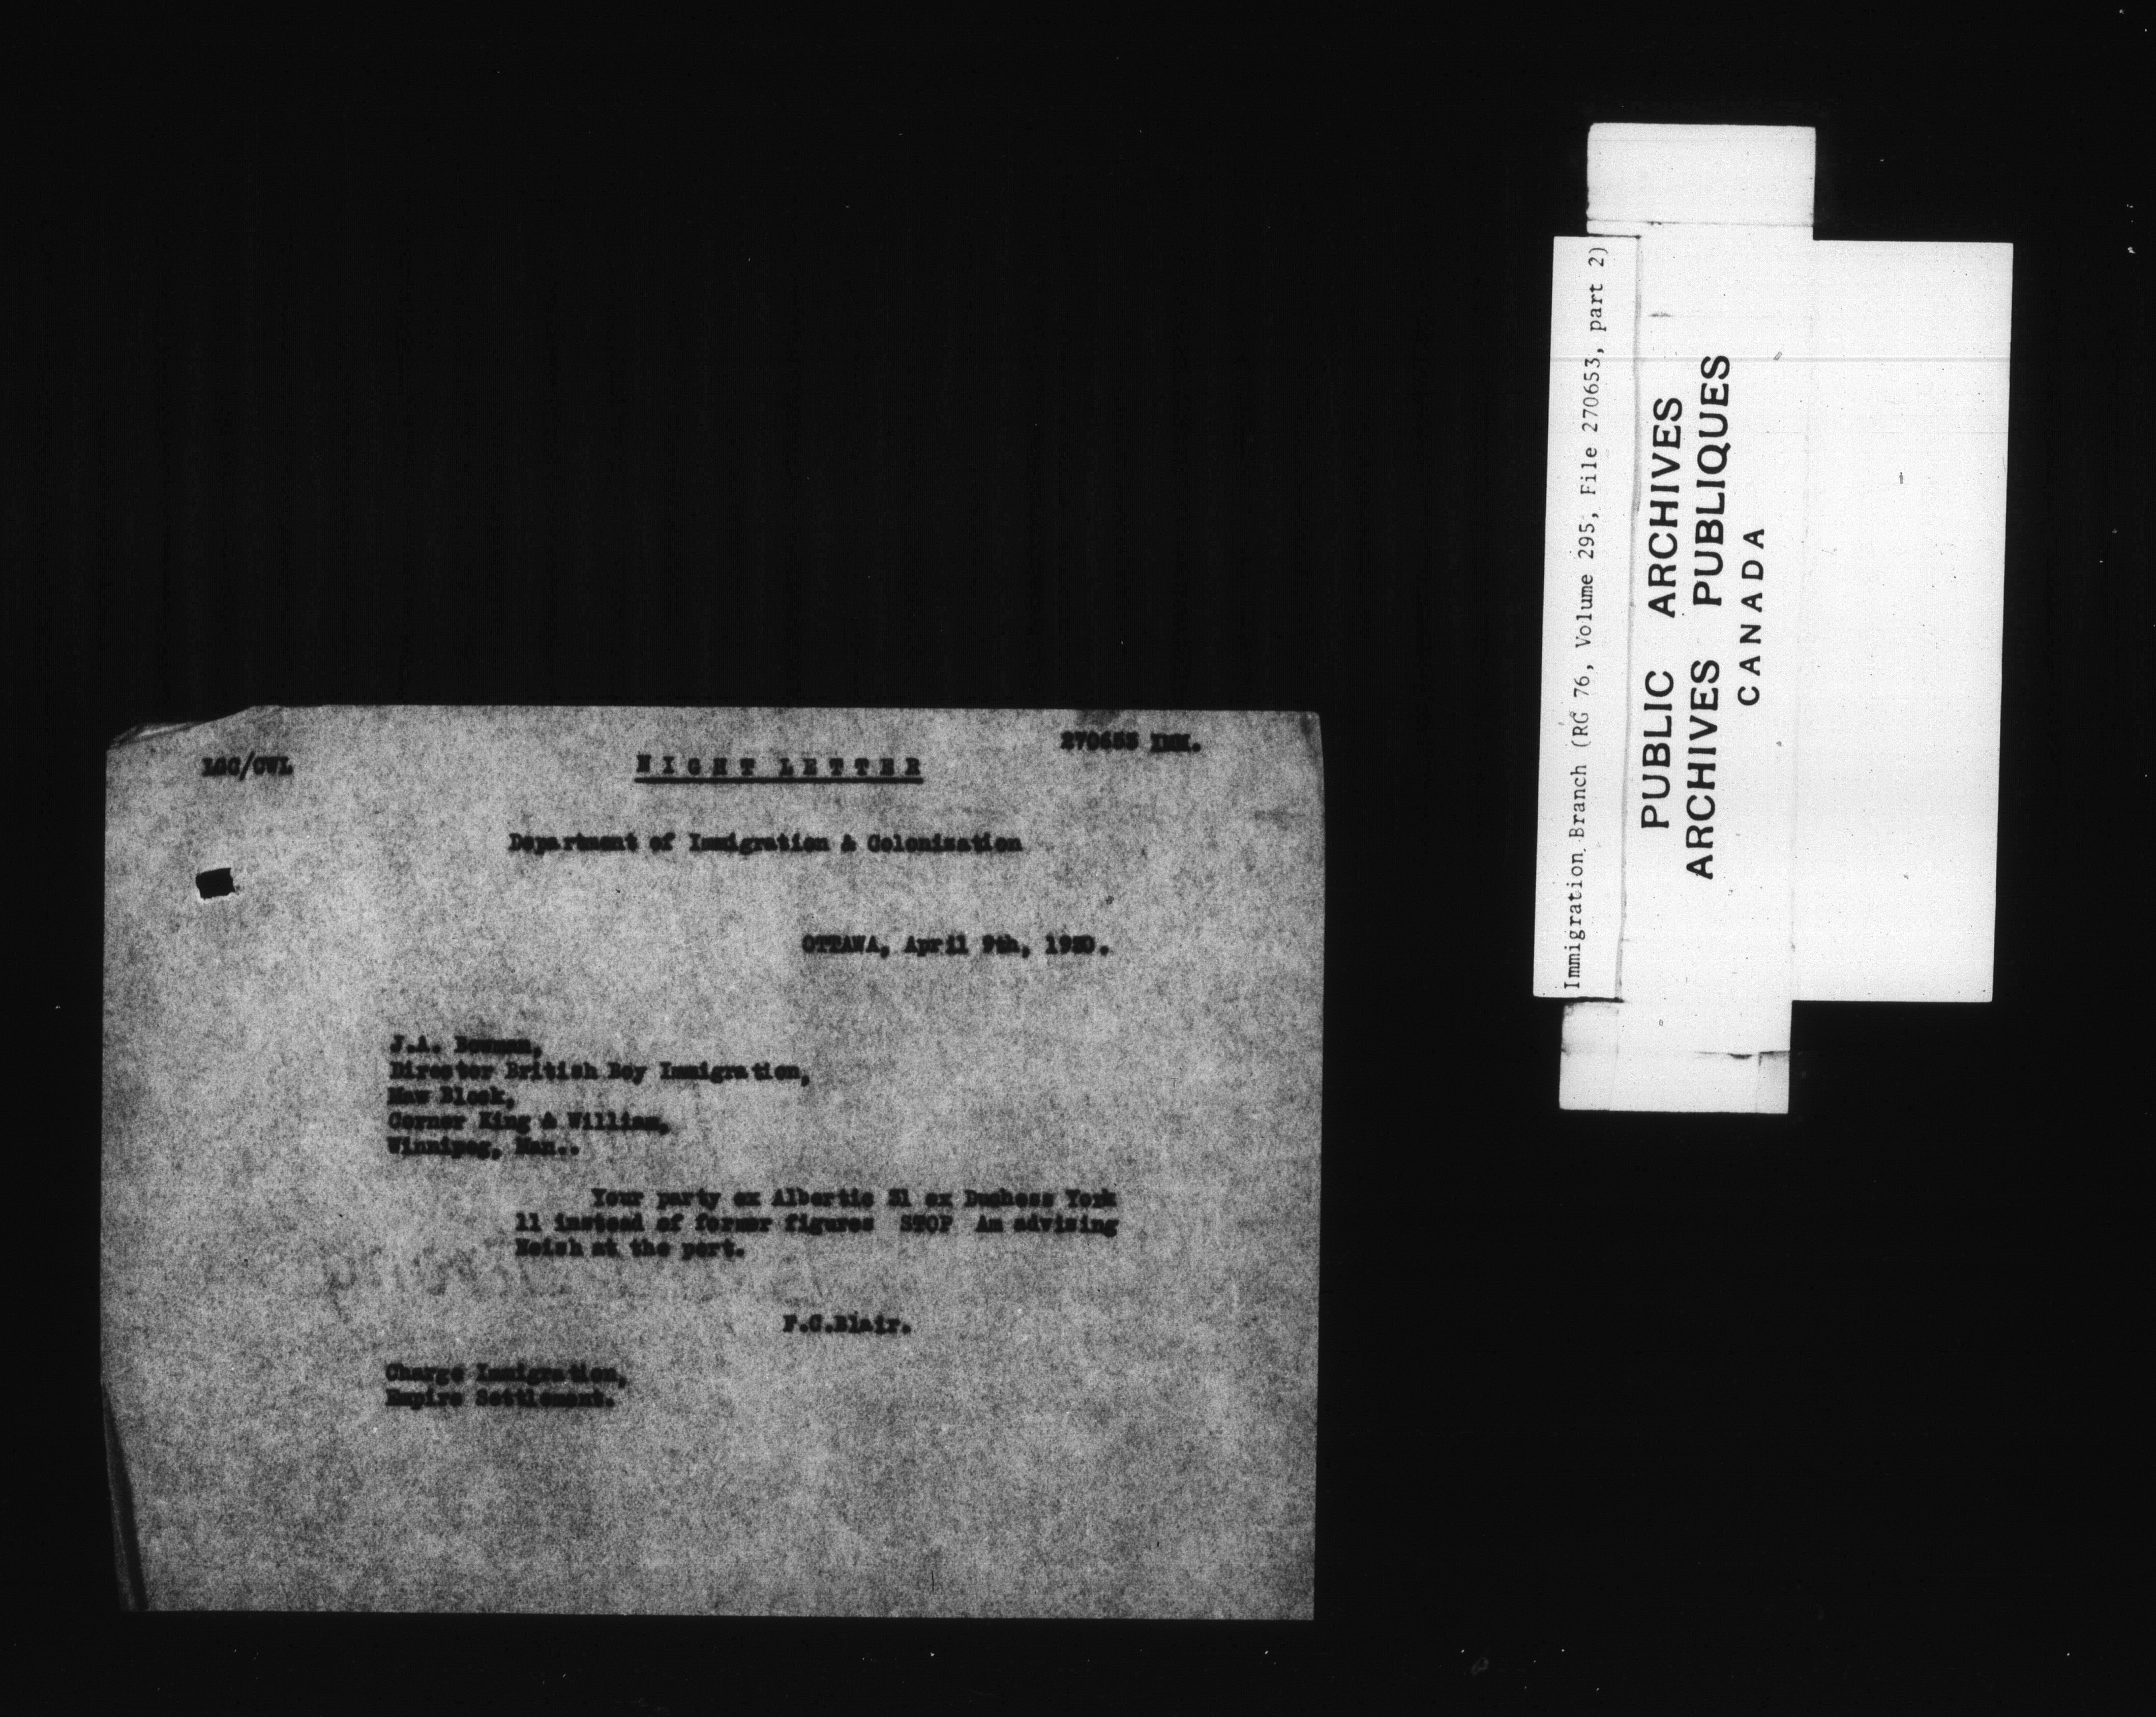 LGC/CWL
270653 IMM.
NIGHT LETTER
Department of Immigration & Colonization
OTTAWA, April 9th, 1930.
J.A. Bowman,
Director British Boy Immigration,
Maw Block,
Corner King & William,
Winnipeg, Man..
Your party ex Albertic 21 ex Duchess York
11 instead of former figures STOP Am advising
Neish at the port.
F.C.Blair.
Charge Immigration,
Empire Settlement.
Immigration Branch (RG 76, Volume 295, File 270653, part 2)
PUBLIC ARCHIVES
ARCHIVES PUBLIQUES
CANADA